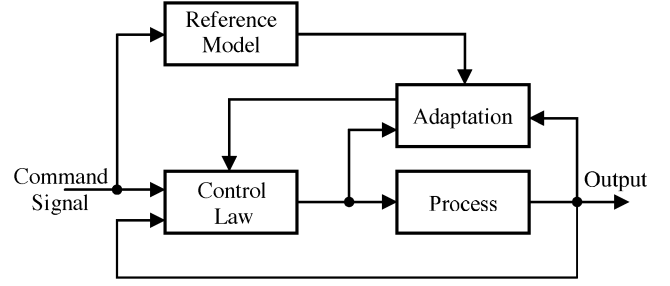 Reference
Model
Adaptation
Command
Signal
Control
Law
Process
Output